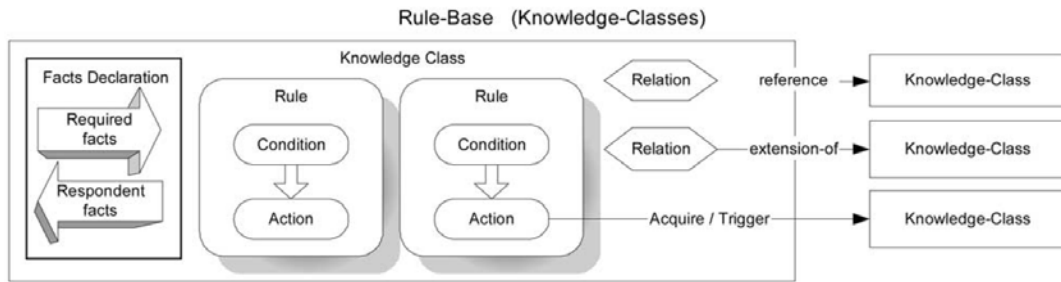 Rule-Base (Knowledge-Classes)
Knowledge Class
Facts Declaration
Required
facts
Respondent
facts
Rule
Condition
Action
Rule
Condition
Action
Relation
reference
Knowledge-Class
Relation
extension-of
Knowledge-Class
Acquire / Trigger
Knowledge-Class